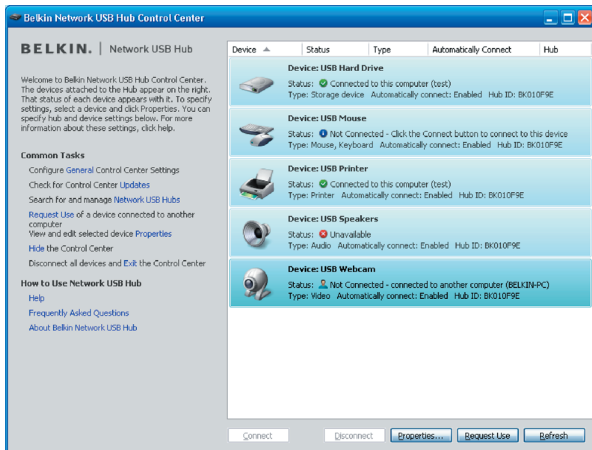 Belkin Network USB Hub Control Center
BELKIN. | Network USB Hub
Welcome to Belkin Network USB Hub Control Center.
The devices attached to the Hub appear on the right.
That status of each device appears with it. To specify
settings, select a device and click Properties. You can
specify hub and device settings below. For more
information about these settings, click help.
Common Tasks
Configure General Control Center Settings
Check for Control Center Updates
Search for and manage Network USB Hubs
Request Use of a device connected to another
computer
View and edit selected device Properties
Hide the Control Center
Disconnect all devices and Exit the Control Center
How to Use Network USB Hub
Help
Frequently Asked Questions
About Belkin Network USB Hub
Device Status Type Automatically Connect Hub
Device: USB Hard Drive
Status: Connected to this computer (test)
Type: Storage device Automatically connect: Enabled Hub ID: BK010F9E
Device: USB Mouse
Status: Not Connected - Click the Connect button to connect to this device
Type: Mouse, Keyboard Automatically connect: Enabled Hub ID: BK010F9E
Device: USB Printer
Status: Connected to this computer (test)
Type: Printer Automatically connect: Enabled Hub ID: BK010F9E
Device: USB Speakers
Status: Unavailable
Type: Audio Automatically connect: Enabled Hub ID: BK010F9E
Device: USB Webcam
Status: Not Connected - connected to another computer (BELKIN-PC)
Type: Video Automatically connect: Enabled Hub ID: BK010F9E
Connect Disconnect Properties... Request Use Refresh